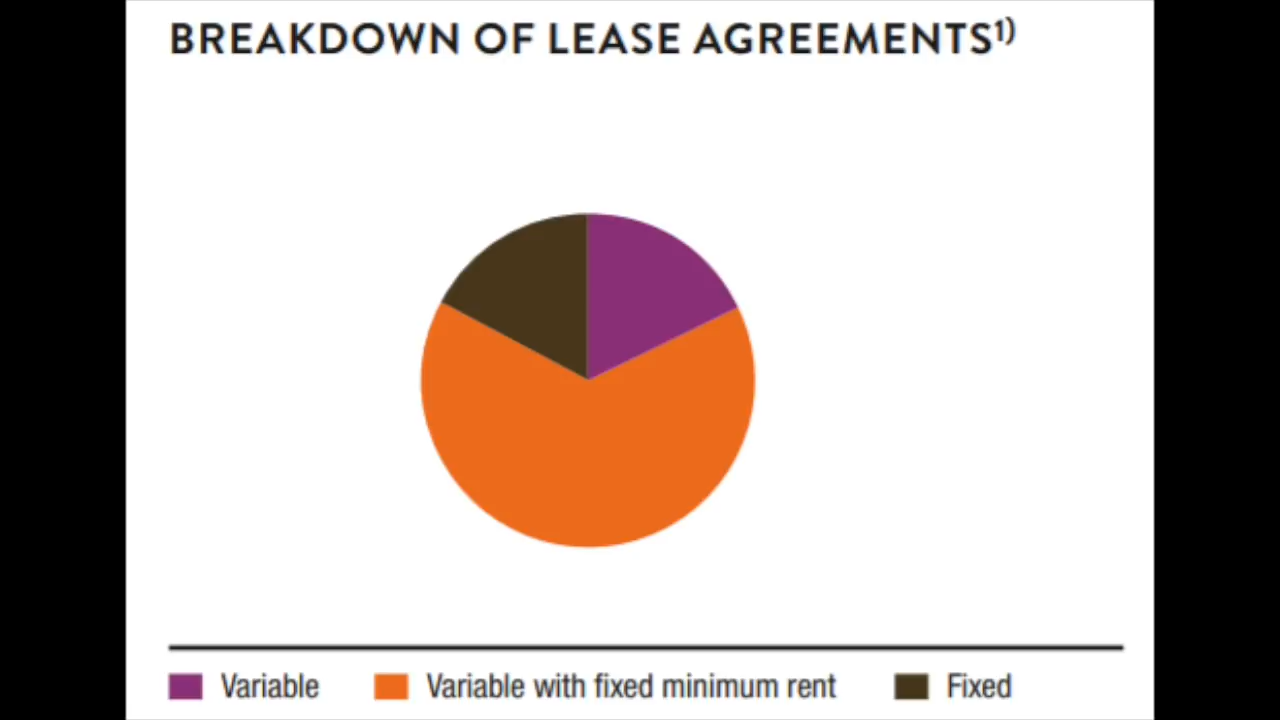 BREAKDOWN OF LEASE AGREEMENTS¹⁾
Variable Variable with fixed minimum rent Fixed